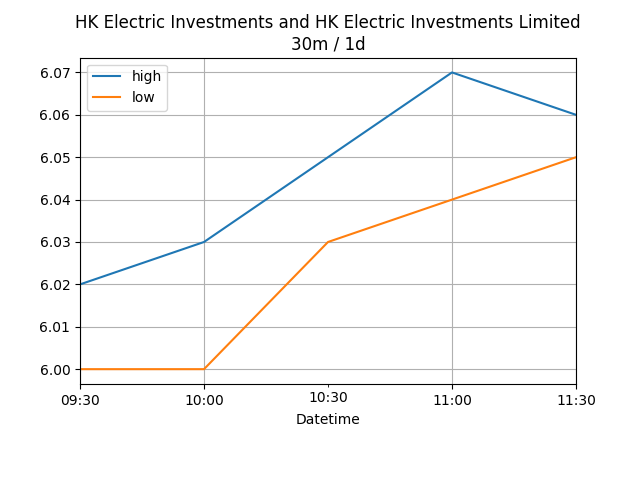 HK Electric Investments and HK Electric Investments Limited
30m / 1d
high
low
6.07
6.06
6.05
6.04
6.03
6.02
6.01
6.00
09:30 10:00 10:30 11:00 11:30
Datetime